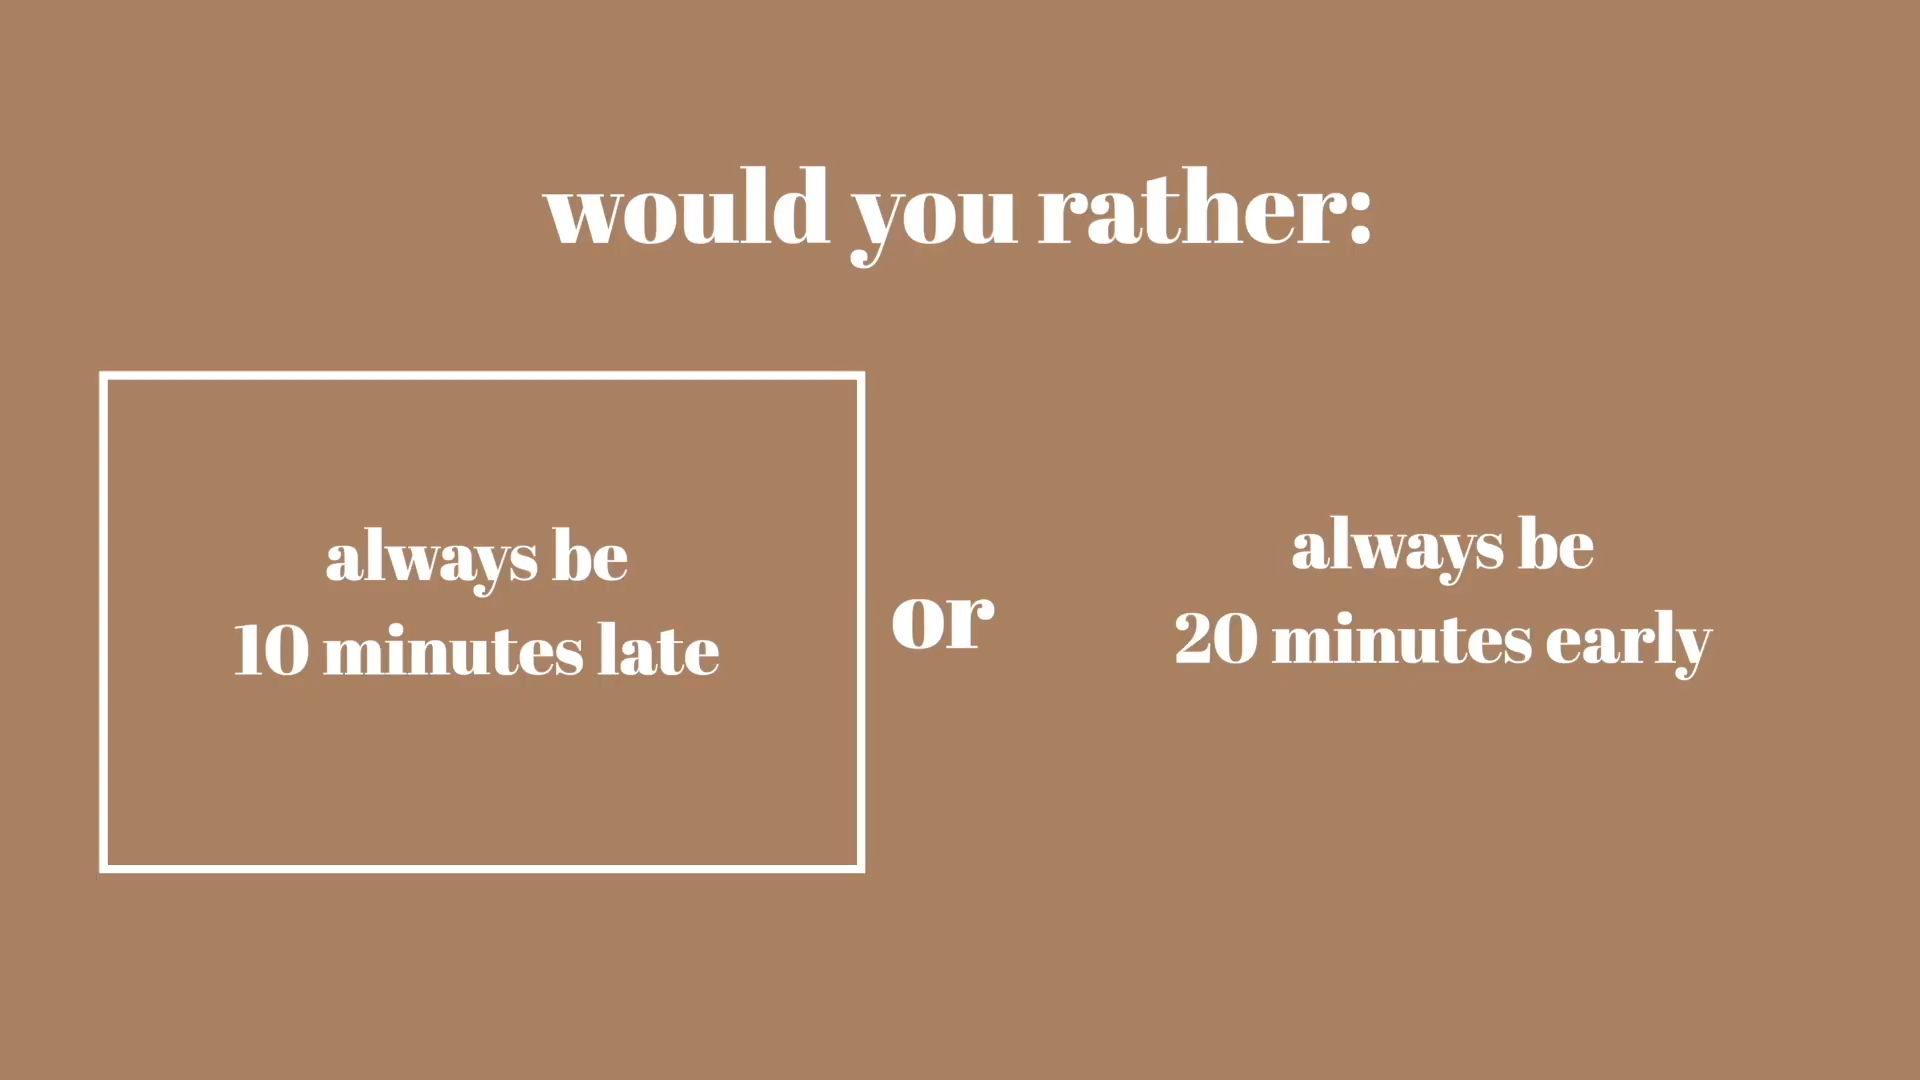 would you rather:
always be
10 minutes late
or
always be
20 minutes early